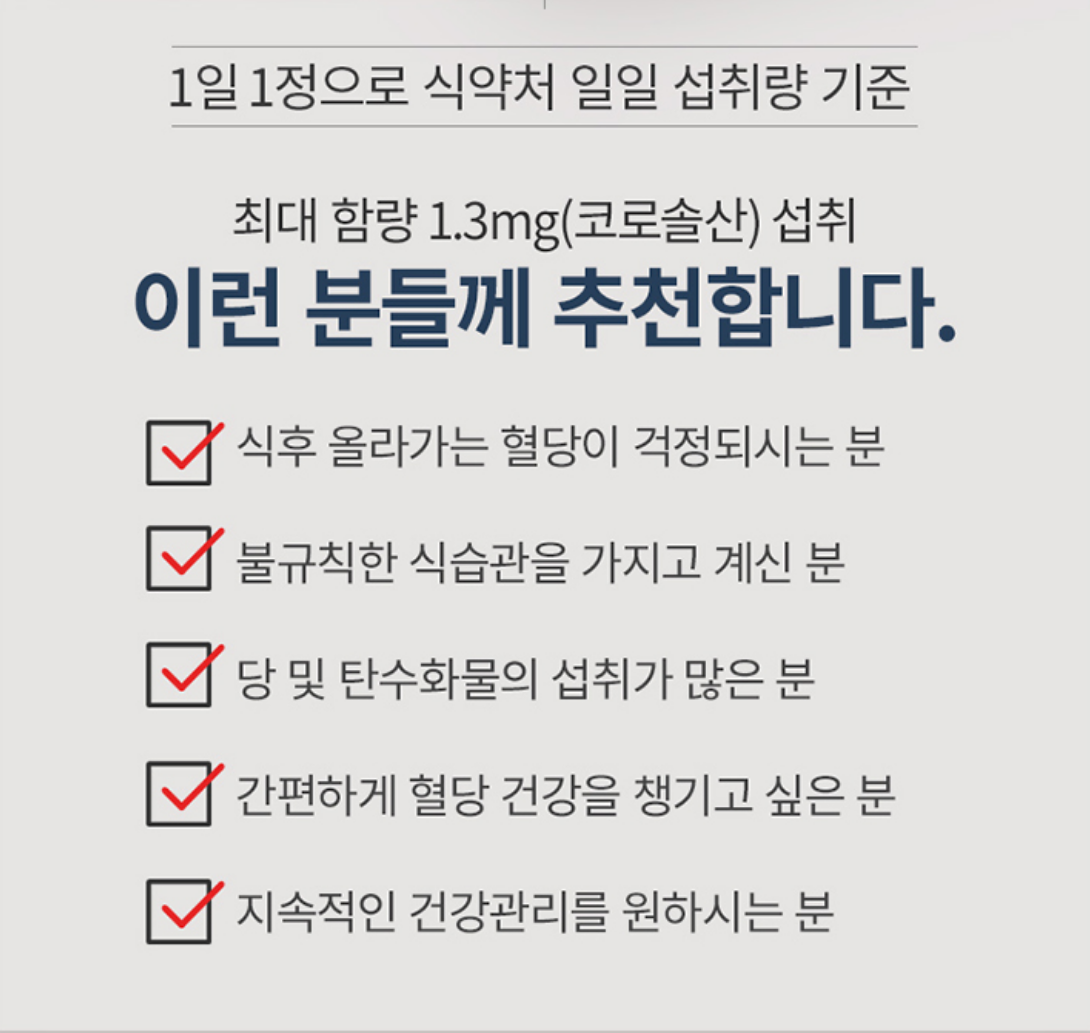 1일 1정으로 식약처 일일 섭취량 기준
최대 함량 1.3mg(코로솔산) 섭취
이런 분들께 추천합니다.
식후 올라가는 혈당이 걱정되시는 분
불규칙한 식습관을 가지고 계신 분
당 및 탄수화물의 섭취가 많은 분
간편하게 혈당 건강을 챙기고 싶은 분
지속적인 건강관리를 원하시는 분